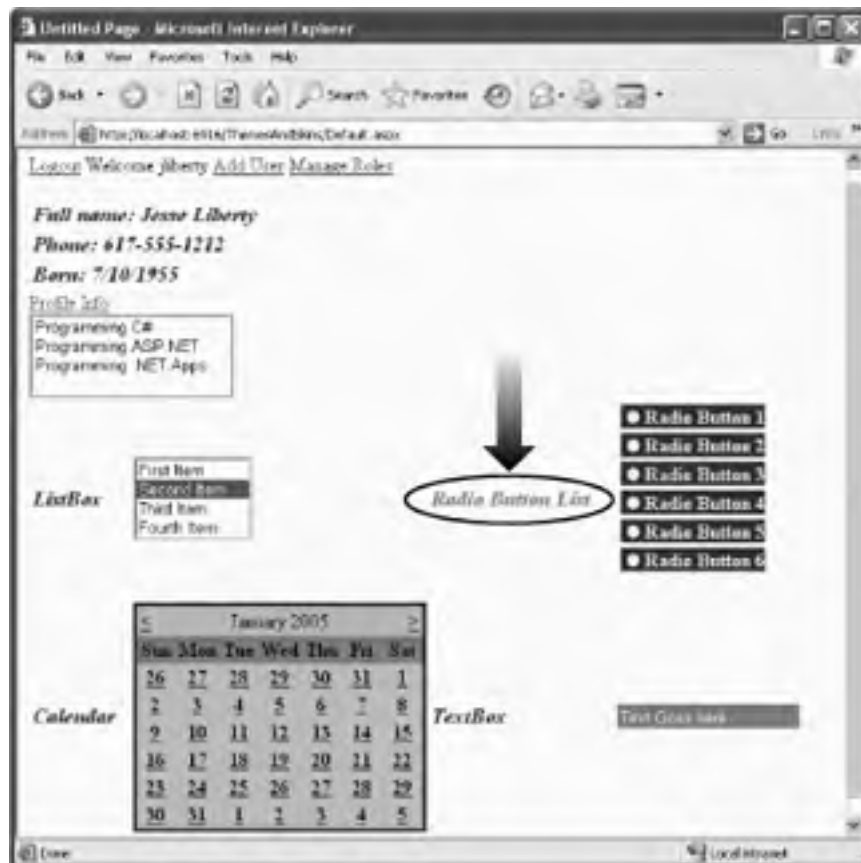 Untitled Page - Microsoft Internet Explorer
File Edit View Favorites Tools Help
Back Search Favorites
Address http://localhost:6916/ThemesAndSkins/Default.aspx Go Links
Logout Welcome jliberty Add User Manage Roles
Full name: Jesse Liberty
Phone: 617-555-1212
Born: 7/10/1955
Profile Info
Programming C#
Programming ASP.NET
Programming .NET Apps
ListBox
First Item
Second Item
Third Item
Fourth Item
Radio Button List
Radio Button 1
Radio Button 2
Radio Button 3
Radio Button 4
Radio Button 5
Radio Button 6
Calendar
< January 2005 >
Sun Mon Tue Wed Thu Fri Sat
26 27 28 29 30 31 1
2 3 4 5 6 7 8
9 10 11 12 13 14 15
16 17 18 19 20 21 22
23 24 25 26 27 28 29
30 31 1 2 3 4 5
TextBox
Text Goes here
Done Local intranet